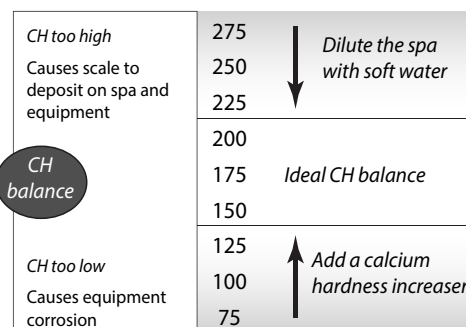 CH too high
Causes scale to
deposit on spa and
equipment
CH
balance
CH too low
Causes equipment
corrosion
275
250
225
200
175
150
125
100
75
Dilute the spa
with soft water
Ideal CH balance
Add a calcium
hardness increaser